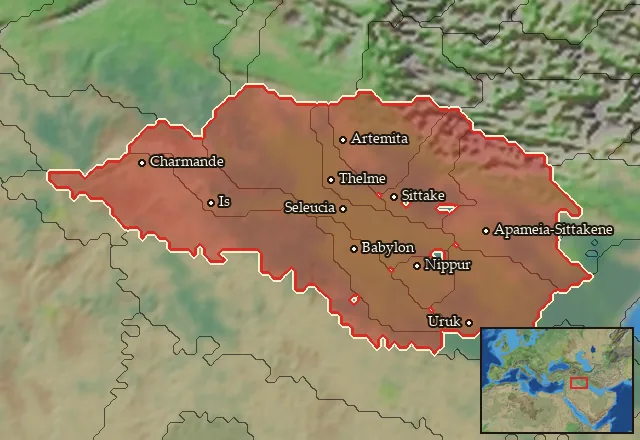 Artemita
Charmande
Thelme
Sittake
Is
Seleucia
Apameia-Sittakene
Babylon
Nippur
Uruk